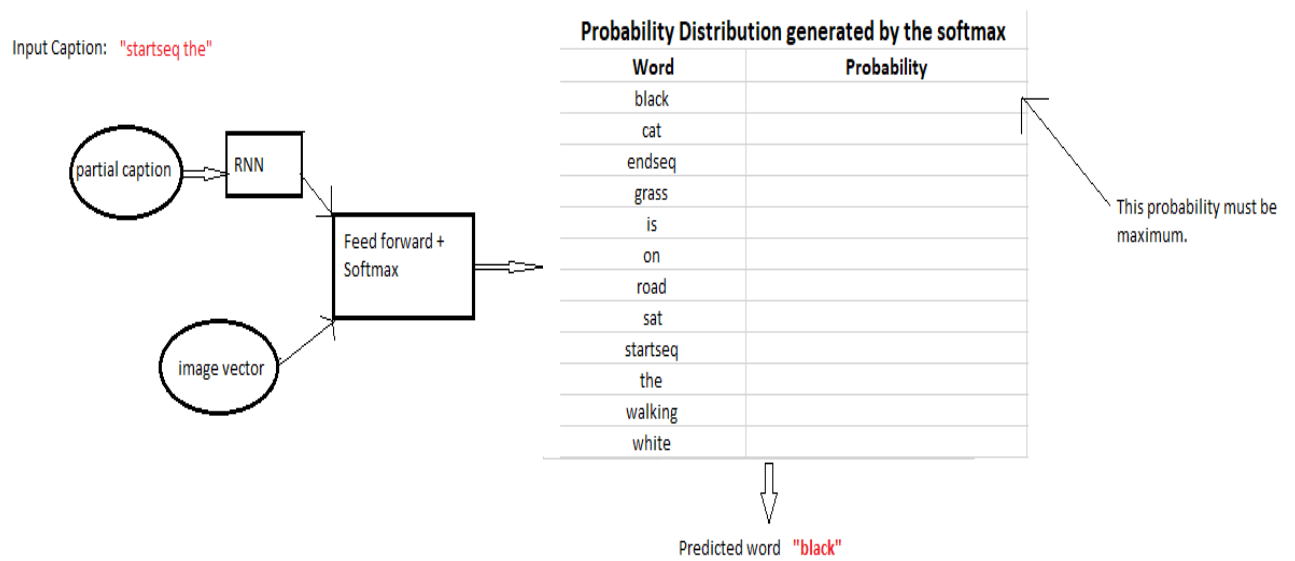 Input Caption: "startseq the"
partial caption
RNN
Feed forward +
Softmax
image vector
Probability Distribution generated by the softmax
Word Probability
black
cat
endseq
grass
is
on
road
sat
startseq
the
walking
white
This probability must be
maximum.
Predicted word "black"